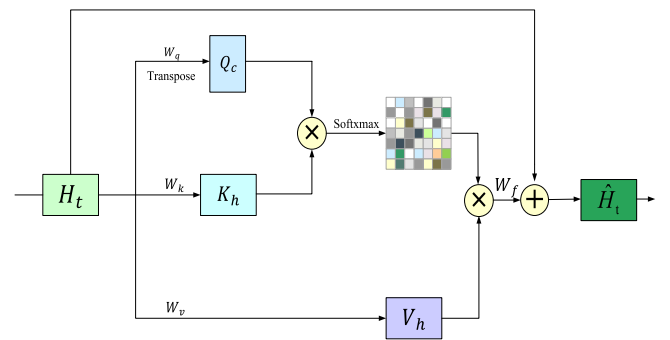 W_q
Transpose
Q_c
Softxmax
×
H_t
W_k
K_h
×
W_f
+
Ĥ_t
W_v
V_h